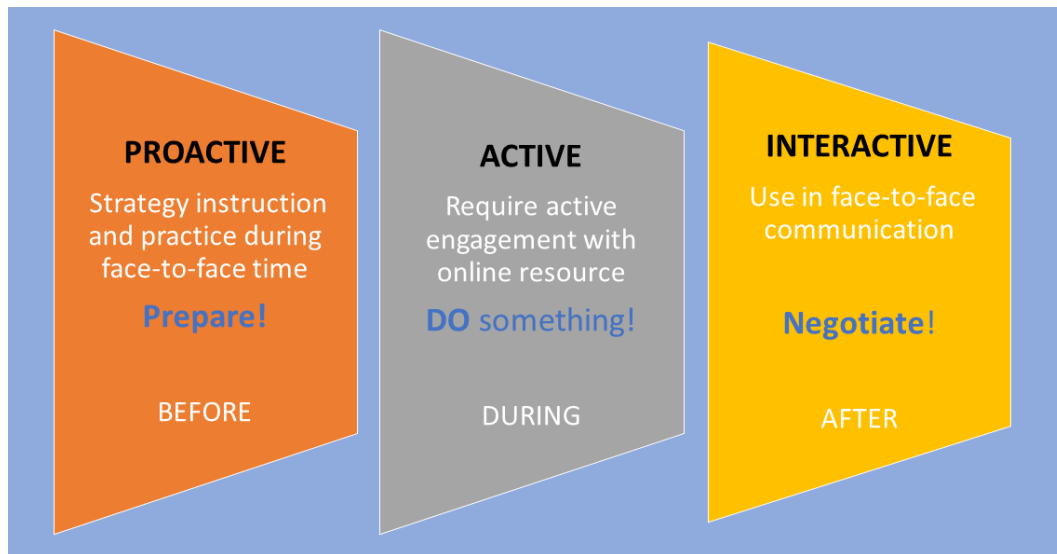 PROACTIVE
Strategy instruction
and practice during
face-to-face time
Prepare!
BEFORE
ACTIVE
Require active
engagement with
online resource
DO something!
DURING
INTERACTIVE
Use in face-to-face
communication
Negotiate!
AFTER